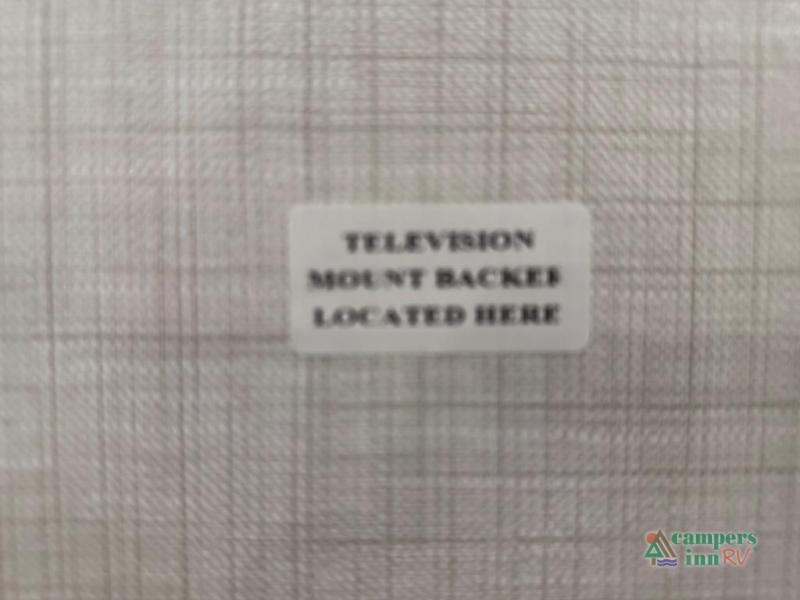 TELEVISION
MOUNT BACKER
LOCATED HERE
campers
inn RV